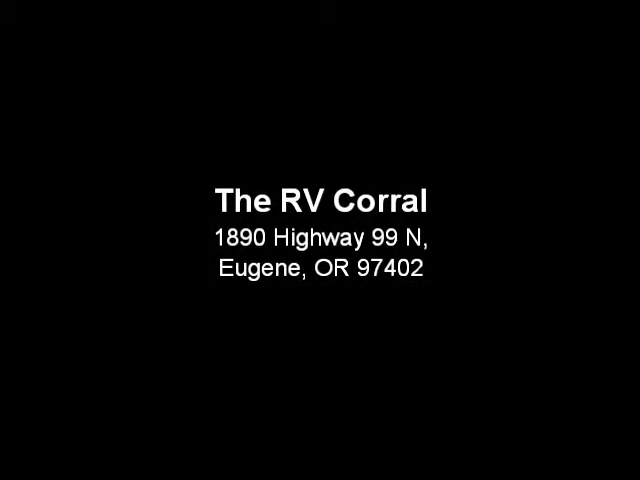 The RV Corral
1890 Highway 99 N,
Eugene, OR 97402